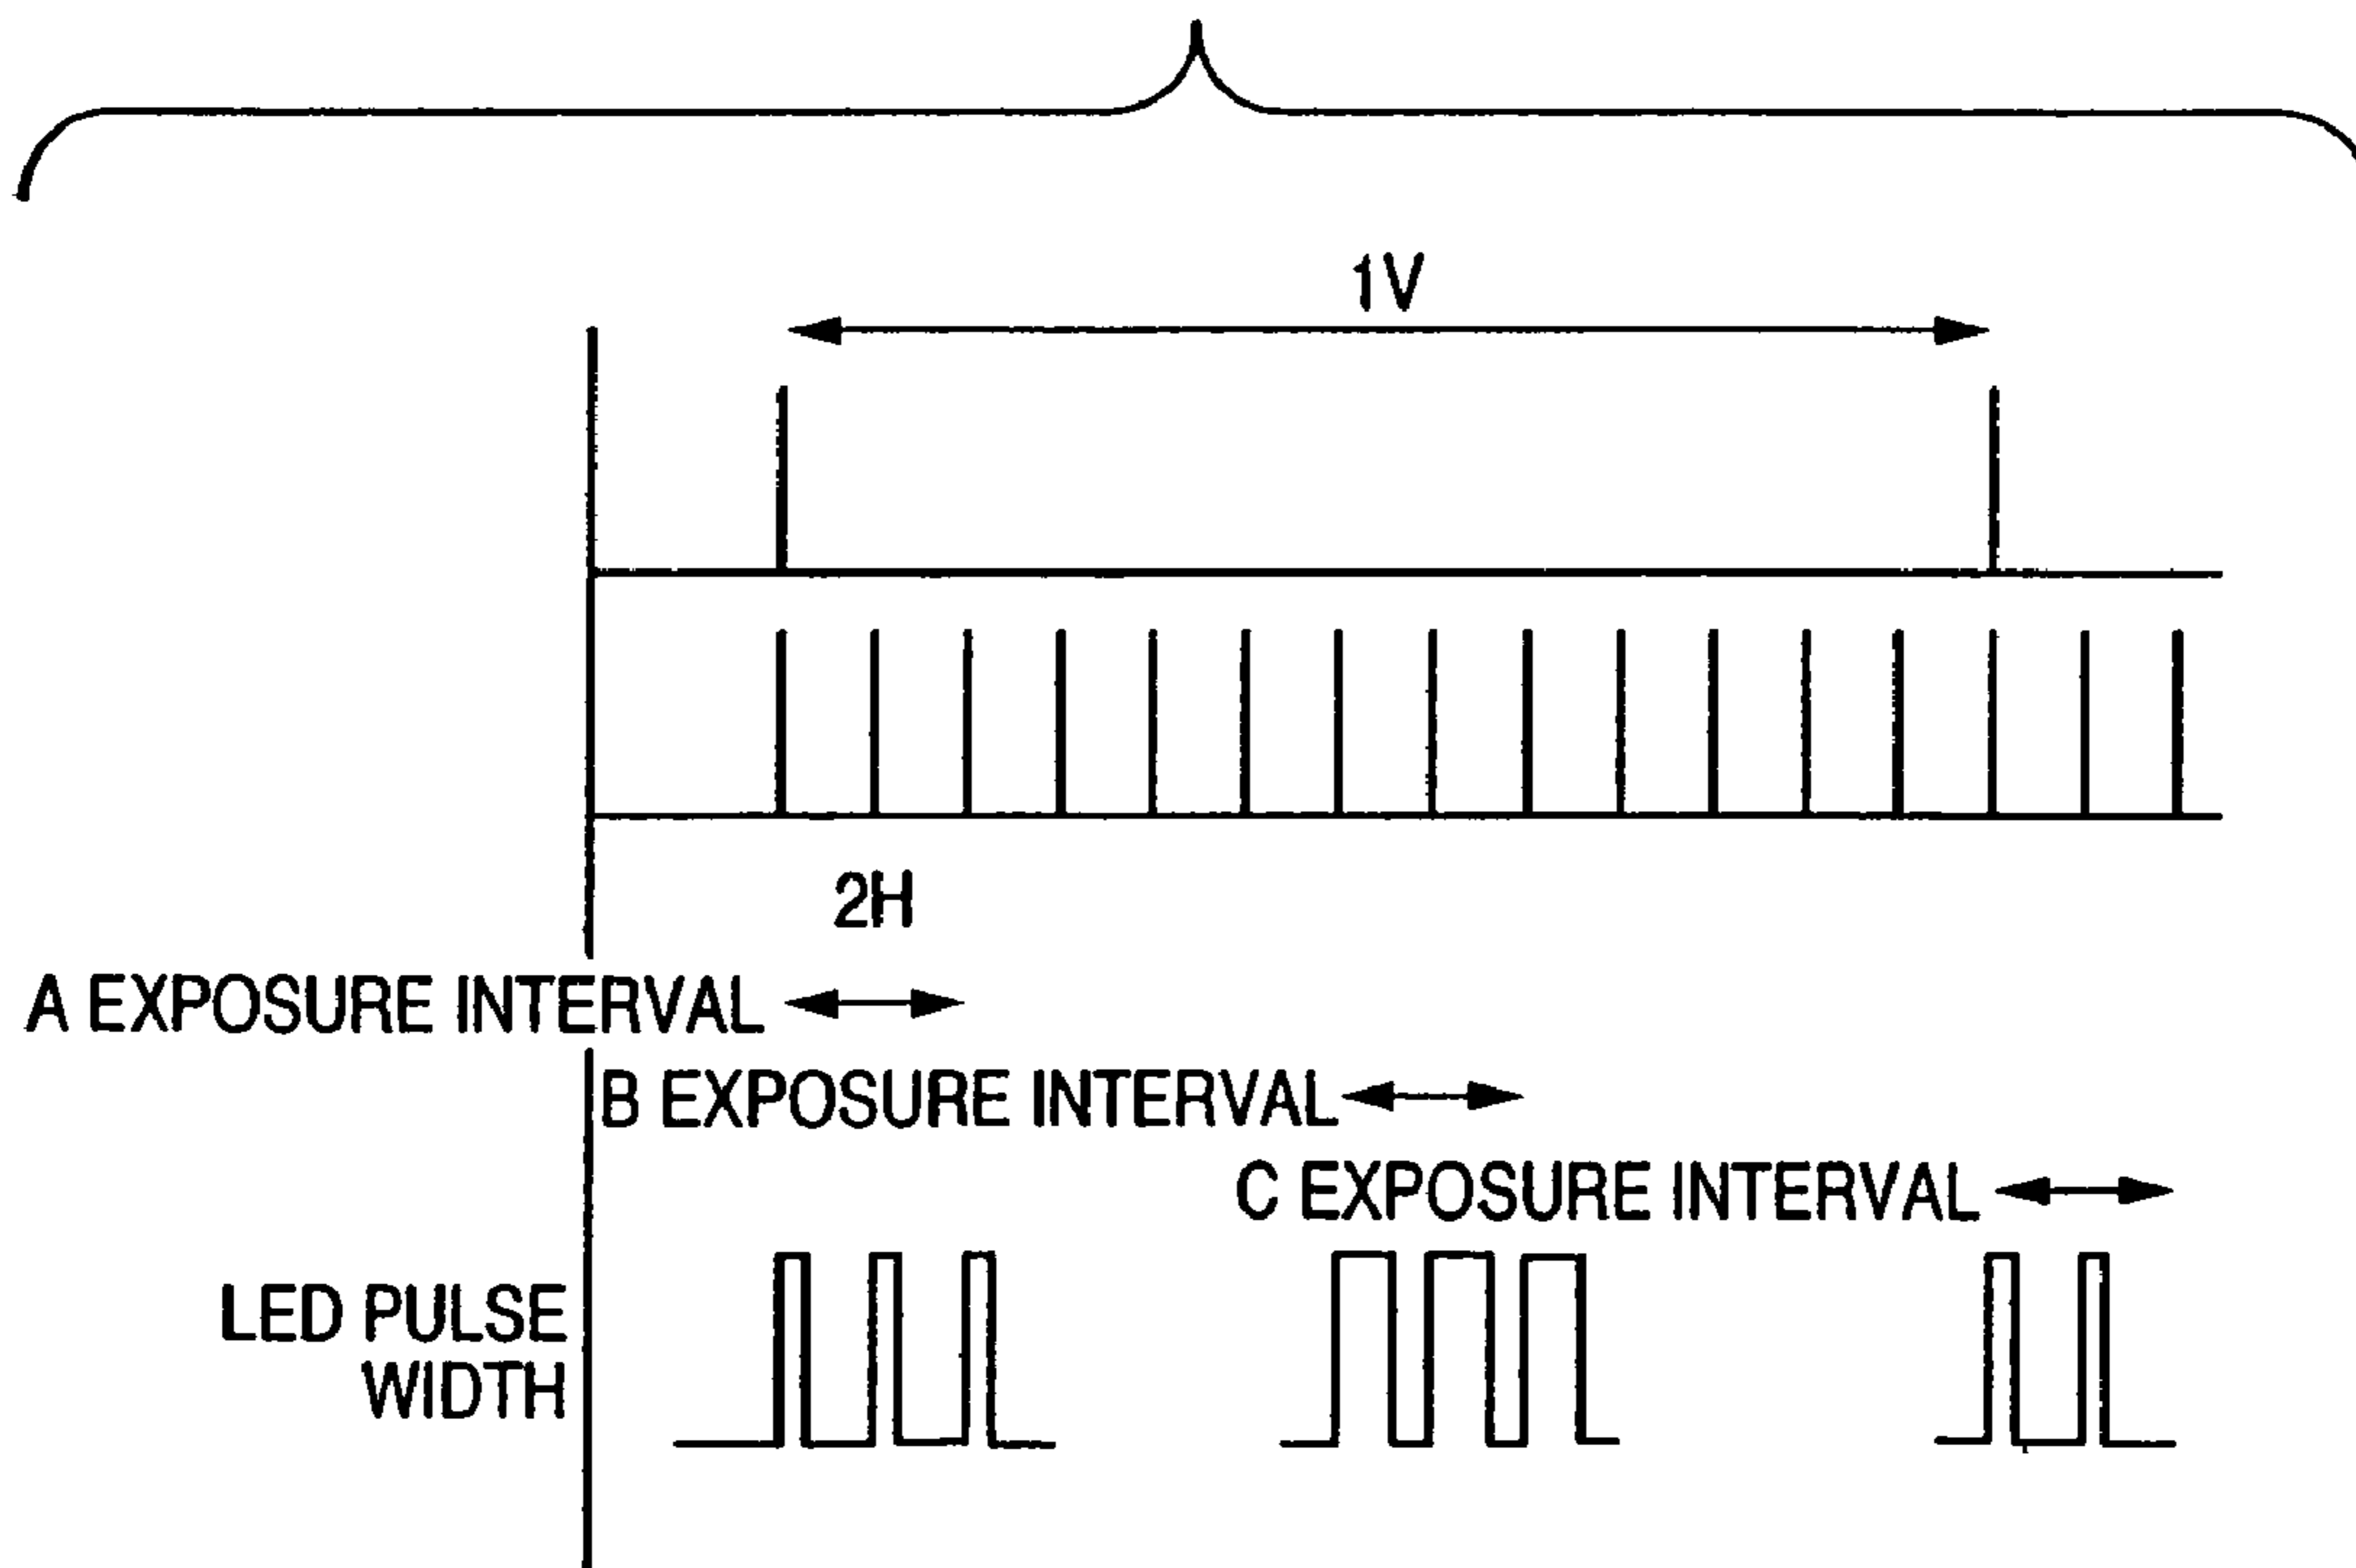 1V
2H
A EXPOSURE INTERVAL
B EXPOSURE INTERVAL
C EXPOSURE INTERVAL
LED PULSE
WIDTH